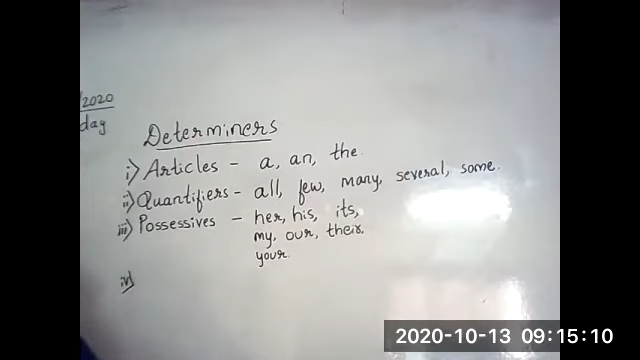 /2020
day
Determiners
i) Articles - a, an, the.
ii) Quantifiers - all, few, many, several, some.
iii) Possessives - her, his, its,
my, our, their.
your.
iv)
2020-10-13 09:15:10